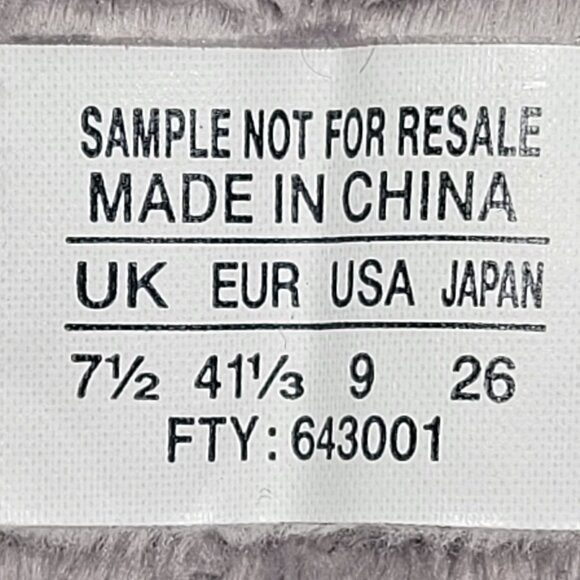 SAMPLE NOT FOR RESALE
MADE IN CHINA
UK EUR USA JAPAN
7½ 41⅓ 9 26
FTY: 643001